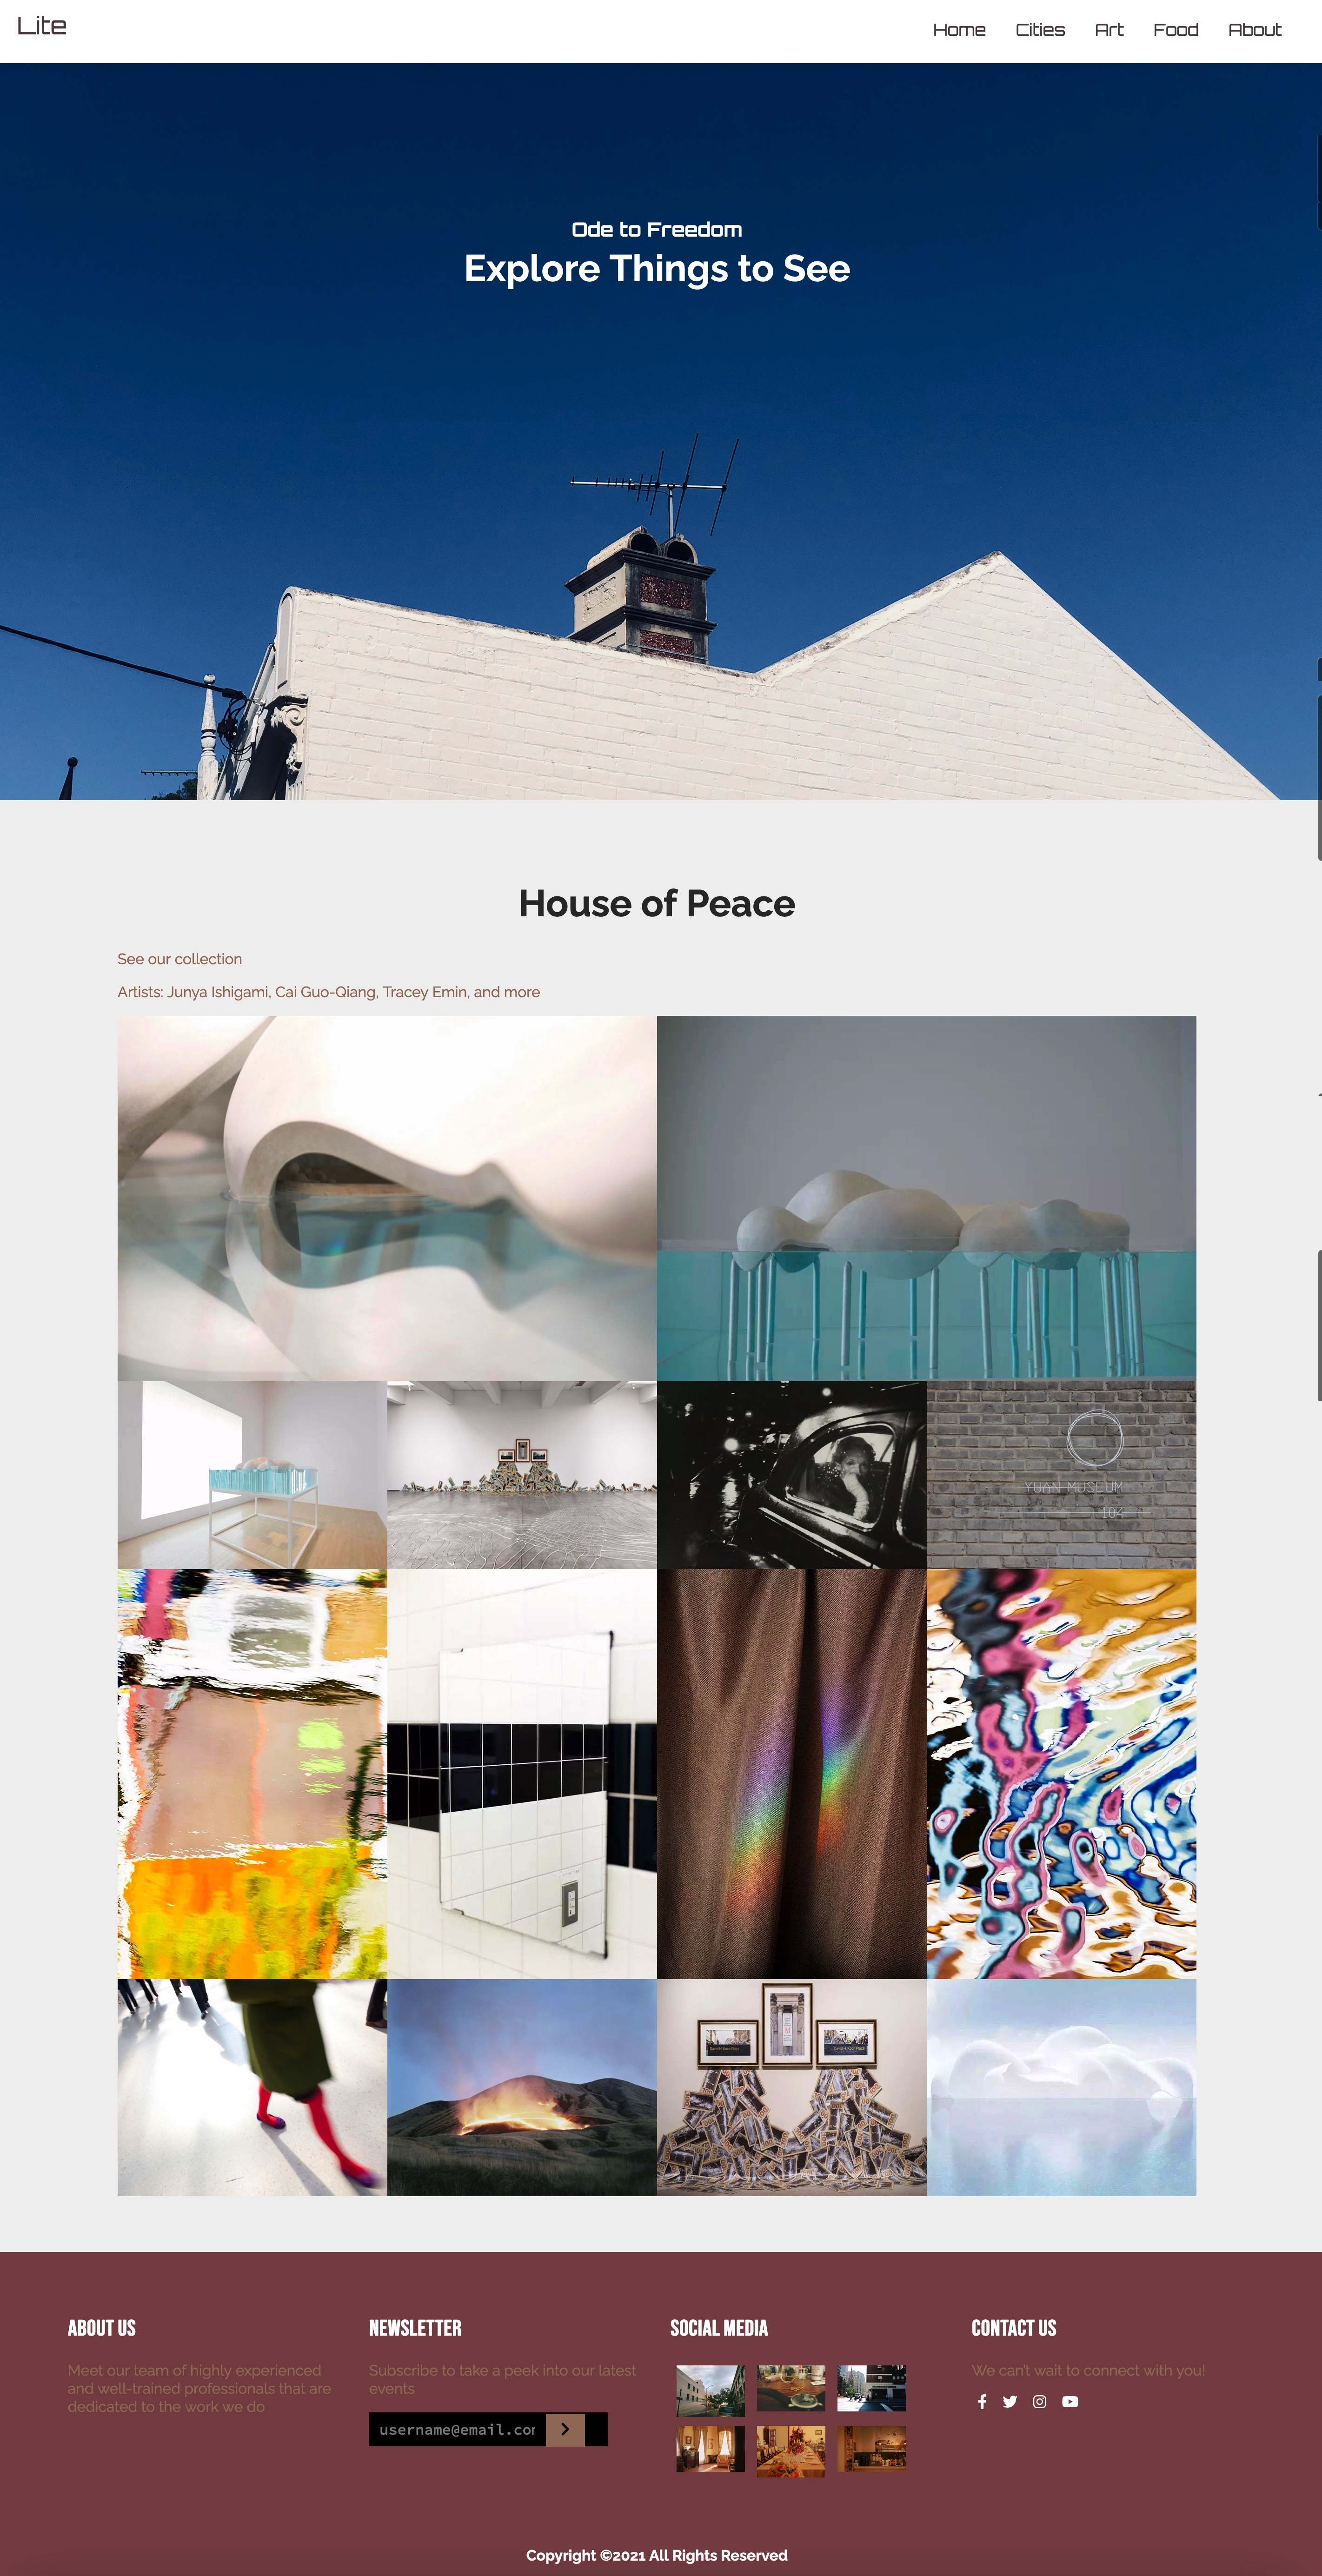 Lite
Home Cities Art Food About
Ode to Freedom
Explore Things to See
House of Peace
See our collection
Artists: Junya Ishigami, Cai Guo-Qiang, Tracey Emin, and more
YUAN MUSEUM
104
ABOUT US
Meet our team of highly experienced
and well-trained professionals that are
dedicated to the work we do
NEWSLETTER
Subscribe to take a peek into our latest
events
username@email.cor
SOCIAL MEDIA
CONTACT US
We can't wait to connect with you!
Copyright ©2021 All Rights Reserved